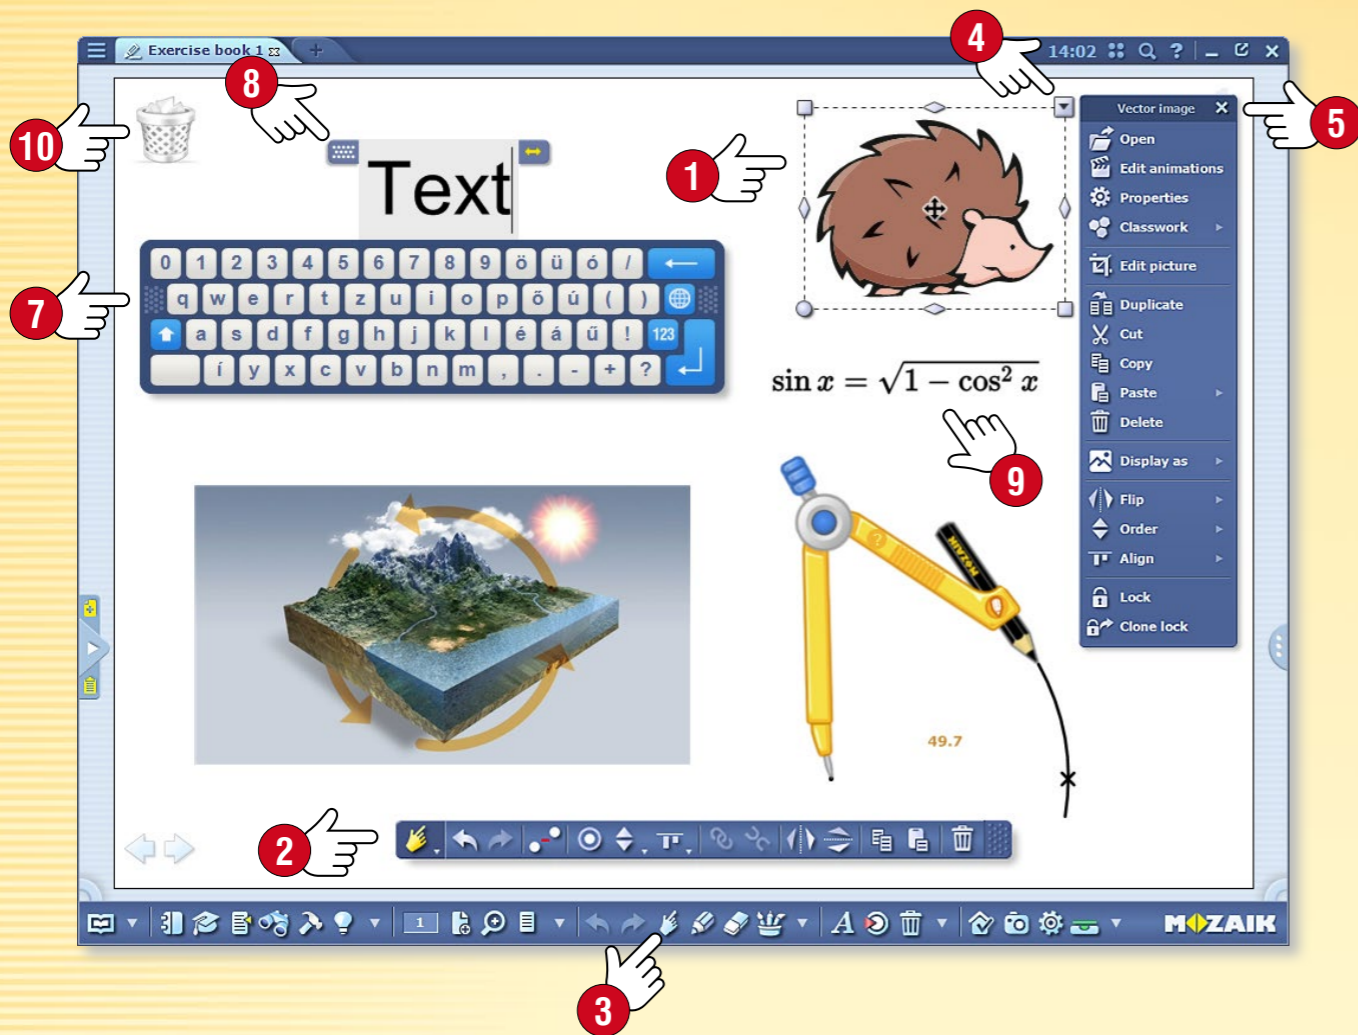 Exercise book 1
14:02
?
4
8
10
Text
1
5
Vector image
Open
Edit animations
Properties
Classwork
Edit picture
Duplicate
Cut
Copy
Paste
Delete
Display as
Flip
Order
Align
Lock
Clone lock
7
0 1 2 3 4 5 6 7 8 9 ö ü ó /
q w e r t z u i o p ő ú ( )
a s d f g h j k l é á ű ! 123
í y x c v b n m , . - + ?
sin x = √(1 − cos² x)
9
MOZAIK
49.7
2
1
A
MOZAIK
3